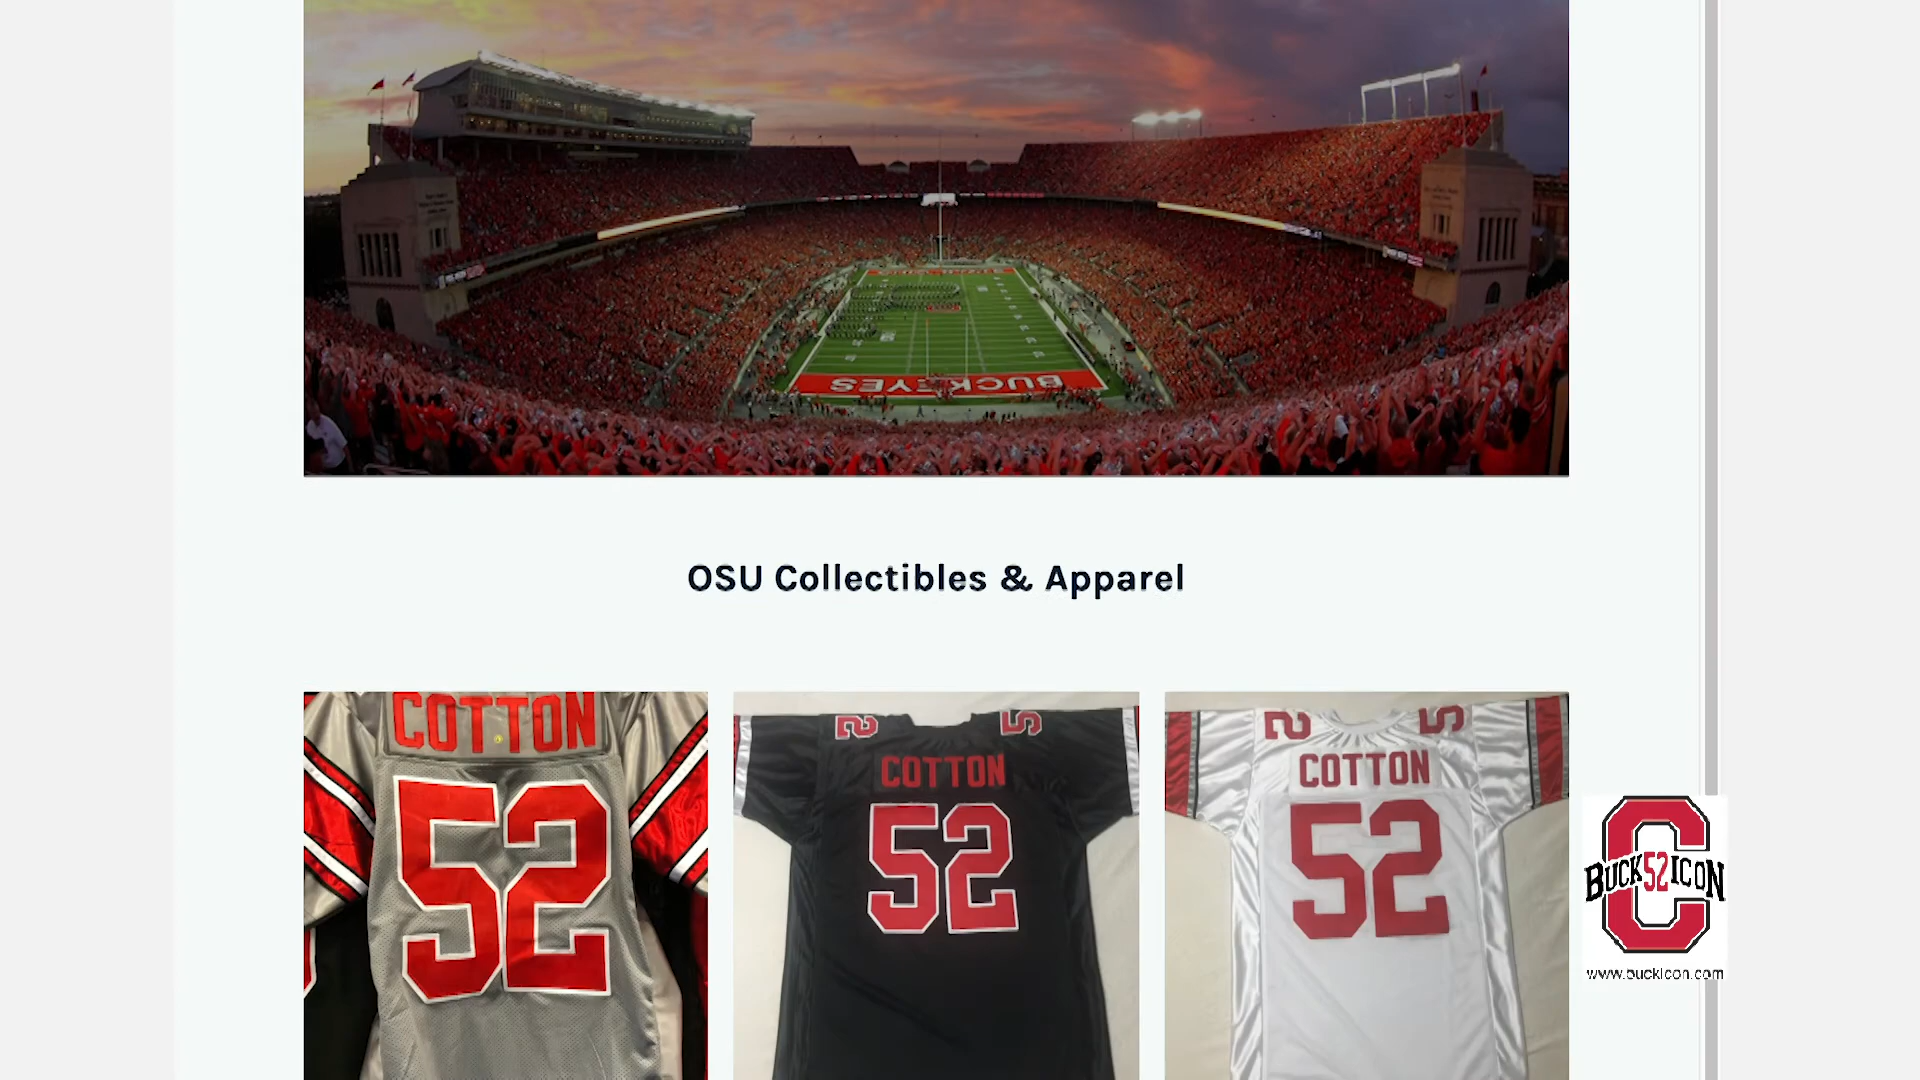 BUCKEYES
OSU Collectibles & Apparel
COTTON
52
52
COTTON
52
52
COTTON
52
BUCK52ICON
www.buckicon.com